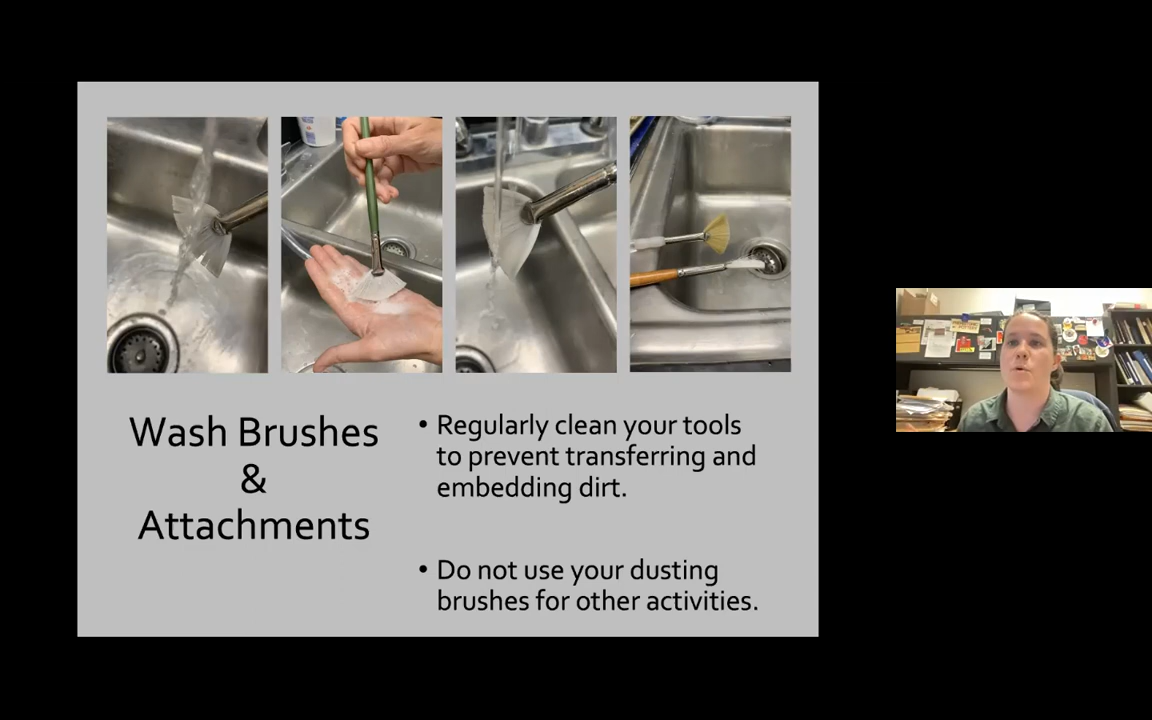 Wash Brushes
&
Attachments
• Regularly clean your tools
to prevent transferring and
embedding dirt.
• Do not use your dusting
brushes for other activities.